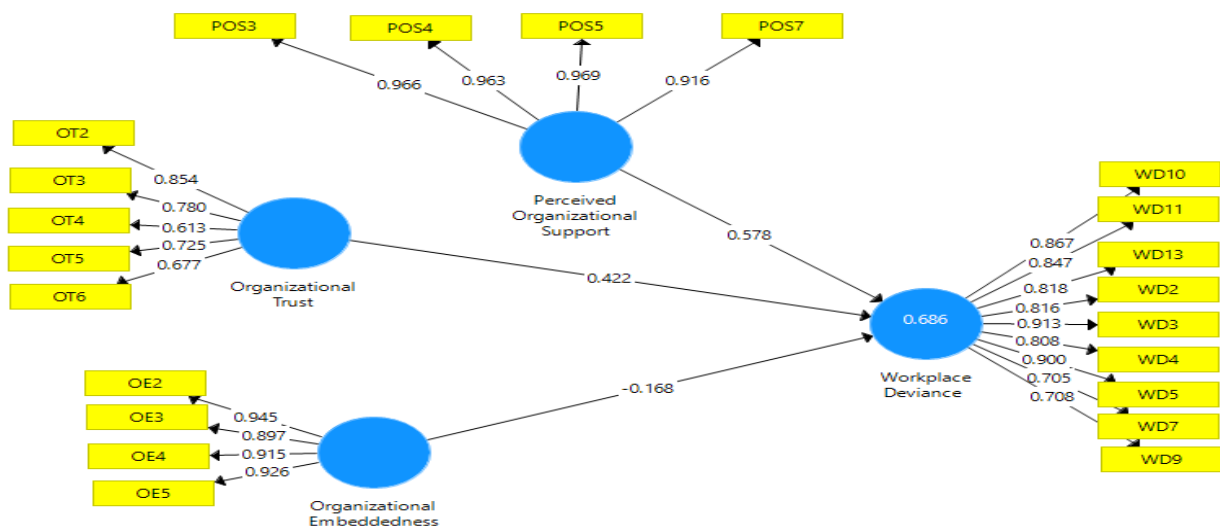 POS3
POS4
POS5
POS7
0.966
0.963
0.969
0.916
OT2
OT3
OT4
OT5
OT6
0.854
0.780
0.613
0.725
0.677
Organizational
Trust
Perceived
Organizational
Support
0.578
0.422
-0.168
OE2
OE3
OE4
OE5
0.945
0.897
0.915
0.926
Organizational
Embeddedness
0.686
Workplace
Deviance
0.867
0.847
0.818
0.816
0.913
0.808
0.900
0.705
0.708
WD10
WD11
WD13
WD2
WD3
WD4
WD5
WD7
WD9